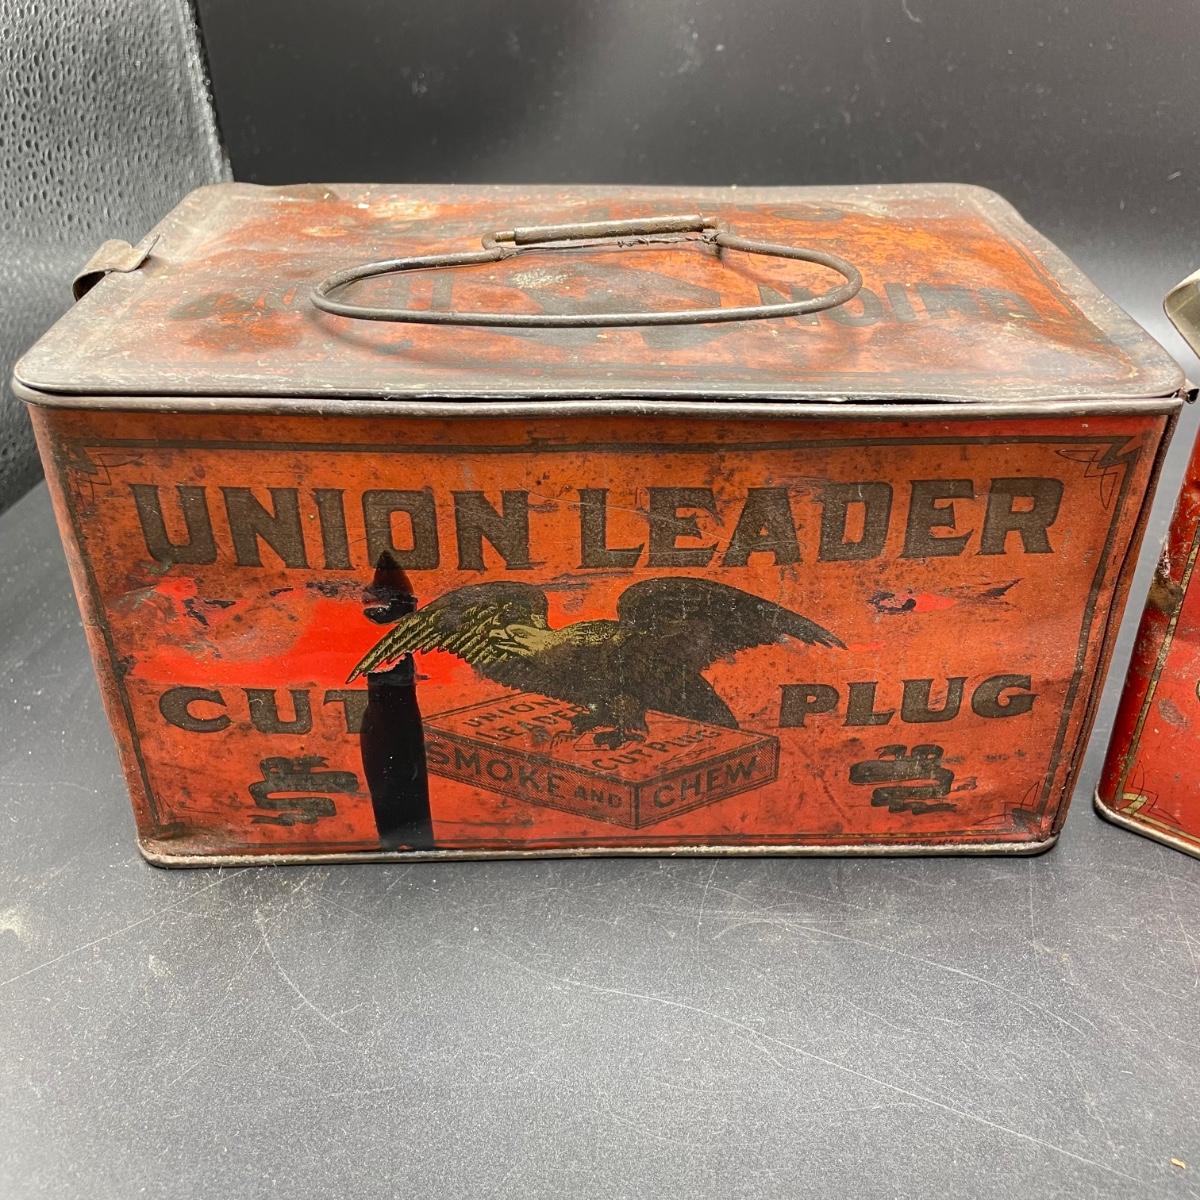 UNION LEADER
CUT PLUG
UNION
LEADER
CUT PLUG
SMOKE AND CHEW